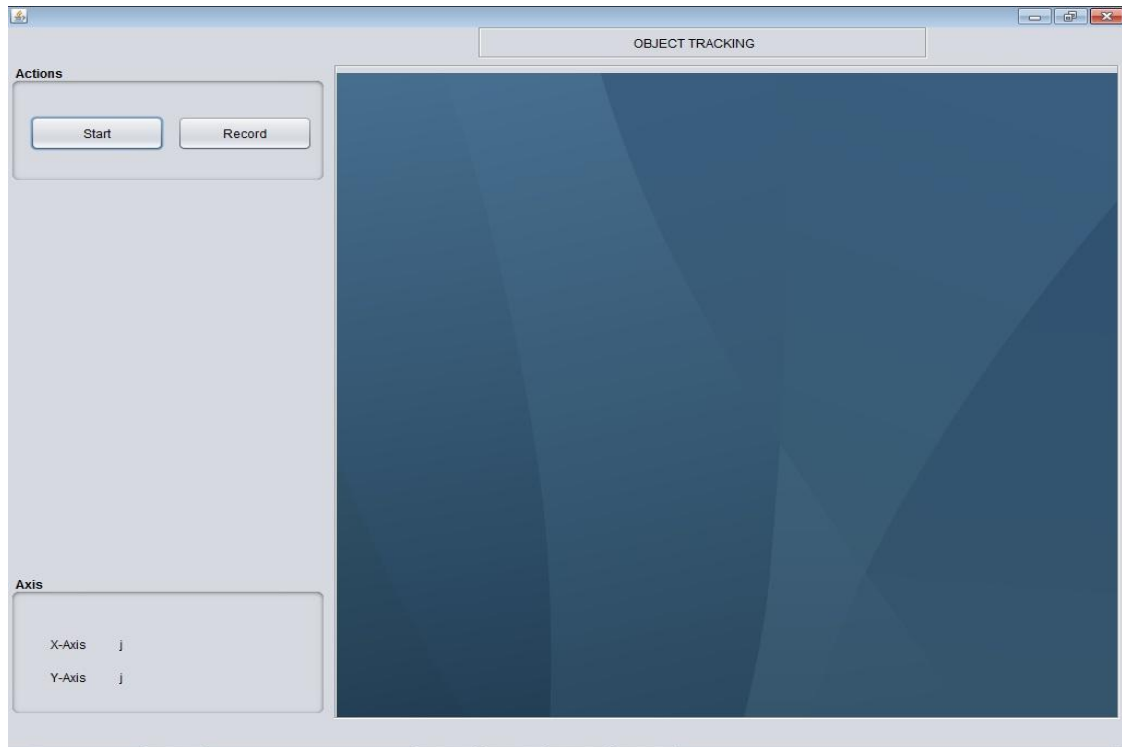 OBJECT TRACKING
Actions
Start Record
Axis
X-Axis j
Y-Axis j